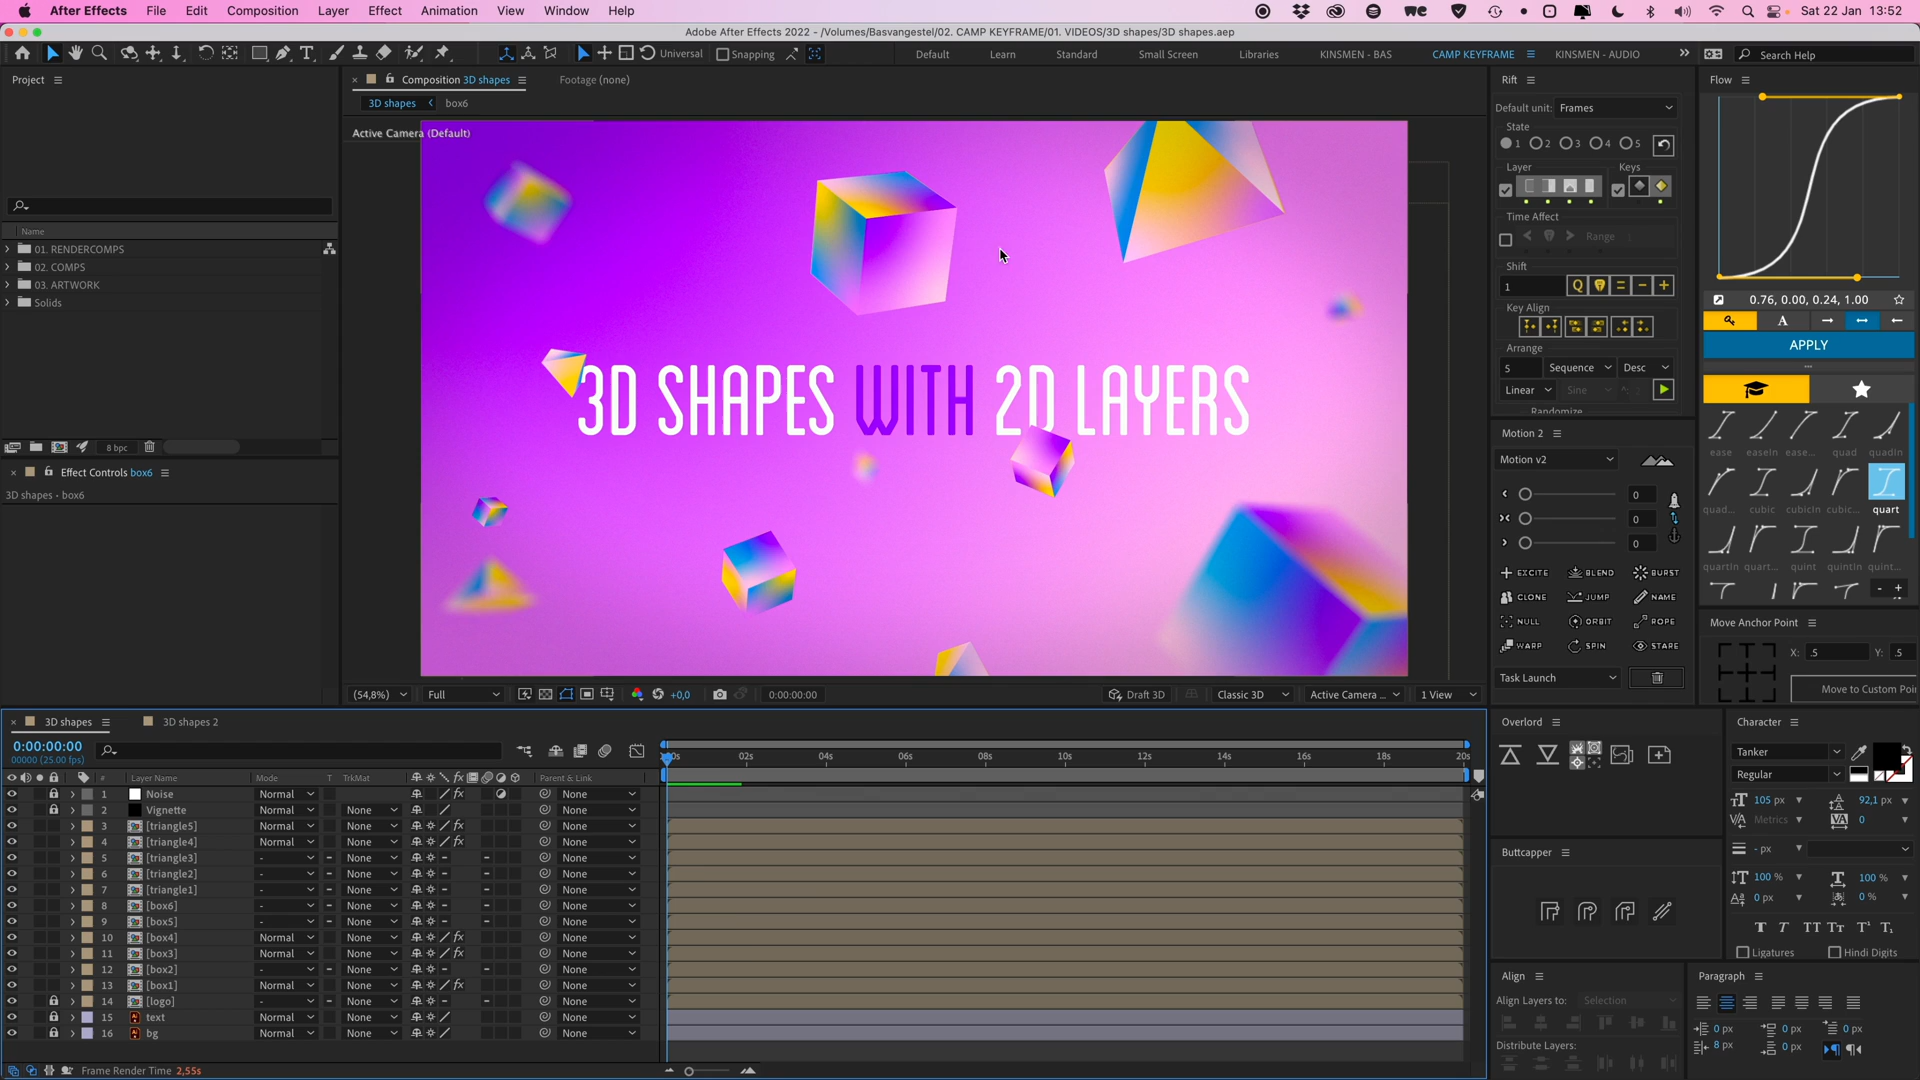 After Effects File Edit Composition Layer Effect Animation View Window Help Sat 22 Jan 13:52
Adobe After Effects 2022 - /Volumes/Basvangestel/02. CAMP KEYFRAME/01. VIDEOS/3D shapes/3D shapes.aep
Universal Snapping Default Learn Standard Small Screen Libraries KINSMEN - BAS CAMP KEYFRAME KINSMEN - AUDIO Search Help
Project
Composition 3D shapes Footage (none)
3D shapes box6
Active Camera (Default)
3D SHAPES WITH 2D LAYERS
Name
01. RENDERCOMPS
02. COMPS
03. ARTWORK
Solids
8 bpc
Effect Controls box6
3D shapes • box6
(54,8%) Full +0,0 0:00:00:00 Draft 3D Classic 3D Active Camera ... 1 View
Rift
Default unit: Frames
State
1 2 3 4 5
Layer Keys
Time Affect
Range
Shift
1
Key Align
Arrange
5 Sequence Desc
Linear Sine
Randomize
Motion 2
Motion v2
0
0
0
EXCITE BLEND BURST
CLONE JUMP NAME
NULL ORBIT ROPE
WARP SPIN STARE
Task Launch
Flow
0.76, 0.00, 0.24, 1.00
A
APPLY
ease easeIn ease... quad quadIn
quad... cubic cubicIn cubic... quart
quartIn quart... quint quintIn quint...
- +
Move Anchor Point
X: .5 Y: .5
Move to Custom Poi
3D shapes 3D shapes 2
0:00:00:00
00000 (25.00 fps)
02s 04s 06s 08s 10s 12s 14s 16s 18s 20s
# Layer Name Mode T TrkMat Parent & Link
1 Noise Normal None
2 Vignette Normal None None
3 [triangle5] Normal None None
4 [triangle4] Normal None None
5 [triangle3] - None None
6 [triangle2] - None None
7 [triangle1] - None None
8 [box6] - None None
9 [box5] - None None
10 [box4] Normal None None
11 [box3] Normal None None
12 [box2] - None None
13 [box1] Normal None None
14 [logo] - None None
15 text Normal None None
16 bg Normal None None
Frame Render Time 2,55s
Overlord
Buttcapper
Align
Align Layers to: Selection
Distribute Layers:
Character
Tanker
Regular
105 px 92,1 px
Metrics 0
- px
100 % 100 %
0 px 0 %
Ligatures Hindi Digits
Paragraph
0 px 0 px 0 px
8 px 0 px